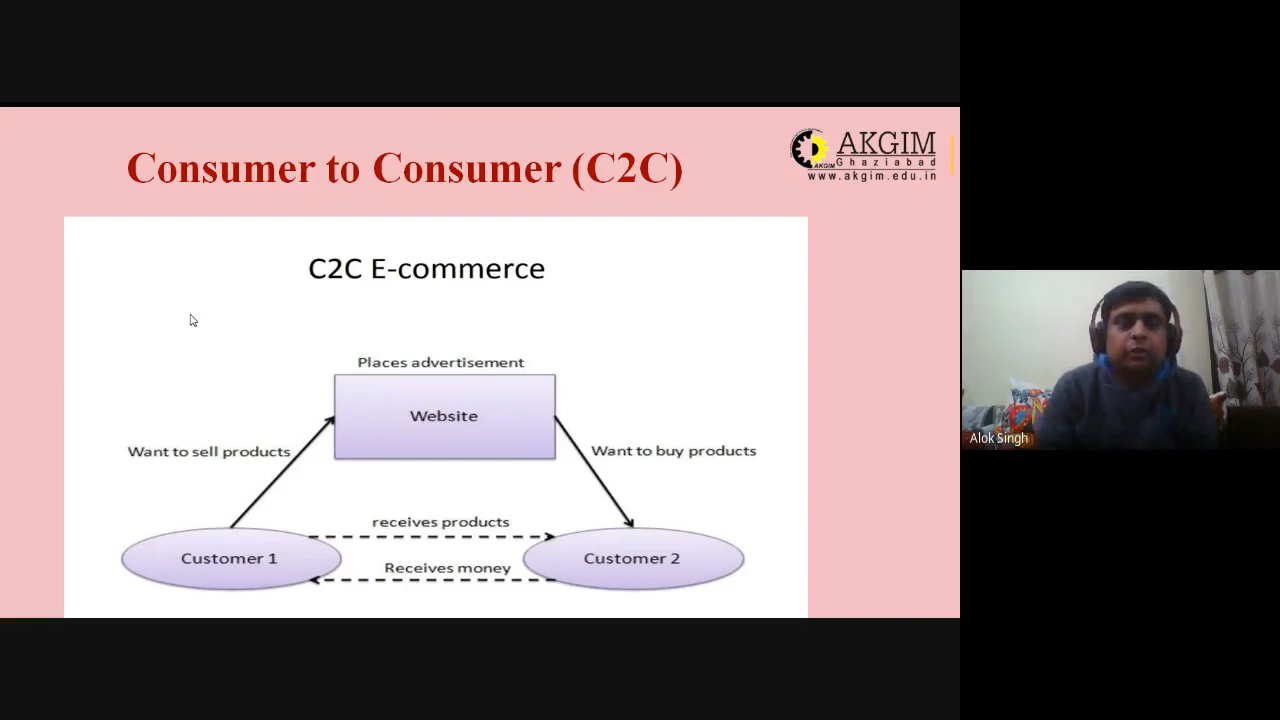 Consumer to Consumer (C2C)
AKGIM
Ghaziabad
AKGIM
www.akgim.edu.in
C2C E-commerce
Places advertisement
Website
Want to sell products
Want to buy products
receives products
Customer 1
Customer 2
Receives money
Alok Singh